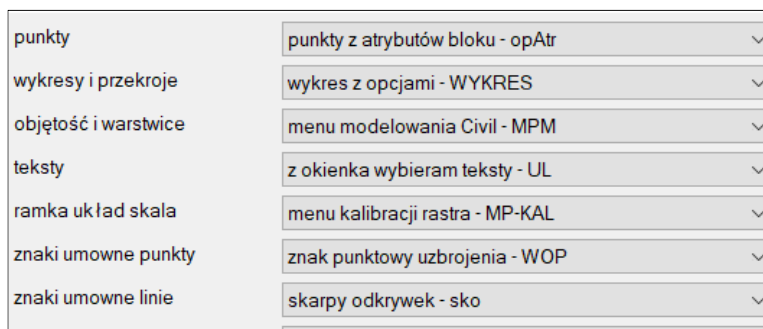 punkty punkty z atrybutów bloku - opAtr
wykresy i przekroje wykres z opcjami - WYKRES
objętość i warstwice menu modelowania Civil - MPM
teksty z okienka wybieram teksty - UL
ramka układ skala menu kalibracji rastra - MP-KAL
znaki umowne punkty znak punktowy uzbrojenia - WOP
znaki umowne linie skarpy odkrywek - sko